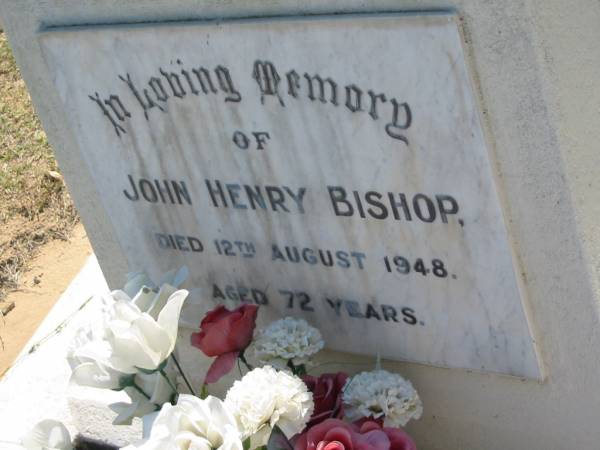 In Loving Memory
OF
JOHN HENRY BISHOP,
DIED 12TH AUGUST 1948.
AGED 72 YEARS.